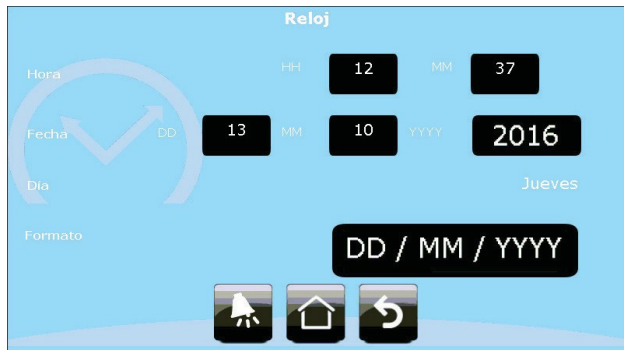 Reloj
Hora HH 12 MM 37
Fecha DD 13 MM 10 YYYY 2016
Día Jueves
Formato DD / MM / YYYY